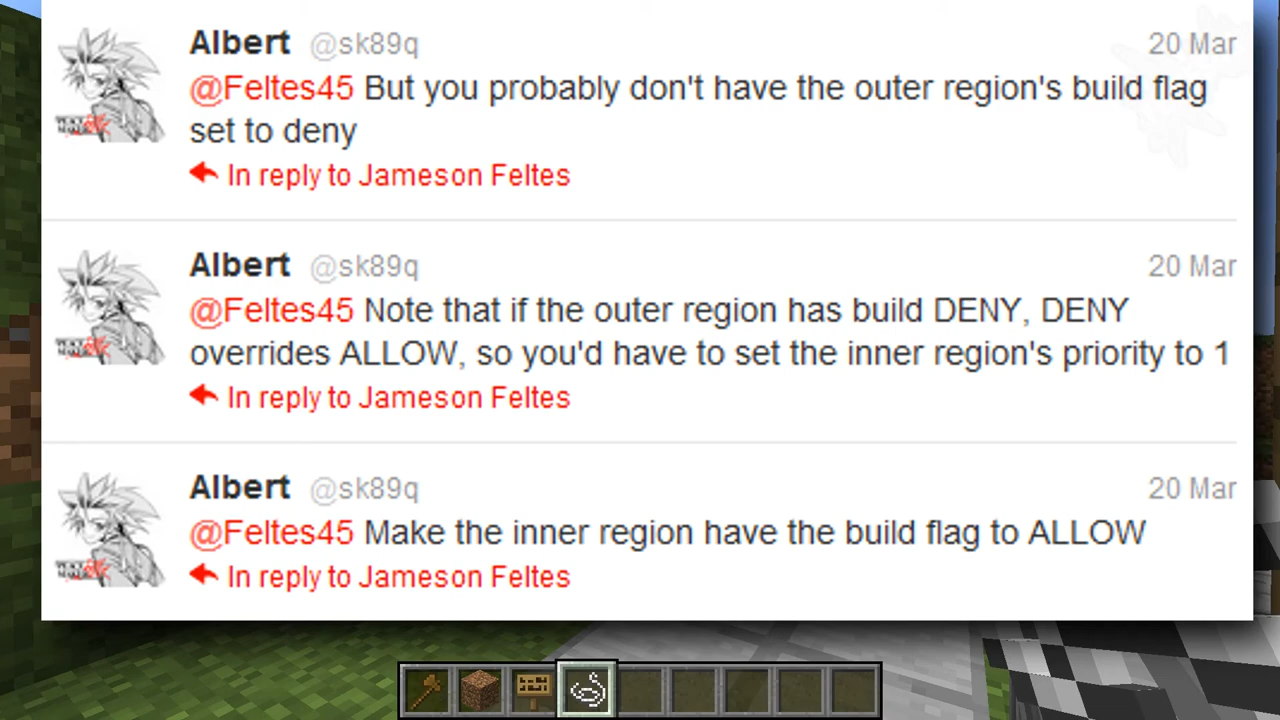 Albert @sk89q 20 Mar
@Feltes45 But you probably don't have the outer region's build flag
set to deny
In reply to Jameson Feltes
Albert @sk89q 20 Mar
@Feltes45 Note that if the outer region has build DENY, DENY
overrides ALLOW, so you'd have to set the inner region's priority to 1
In reply to Jameson Feltes
Albert @sk89q 20 Mar
@Feltes45 Make the inner region have the build flag to ALLOW
In reply to Jameson Feltes